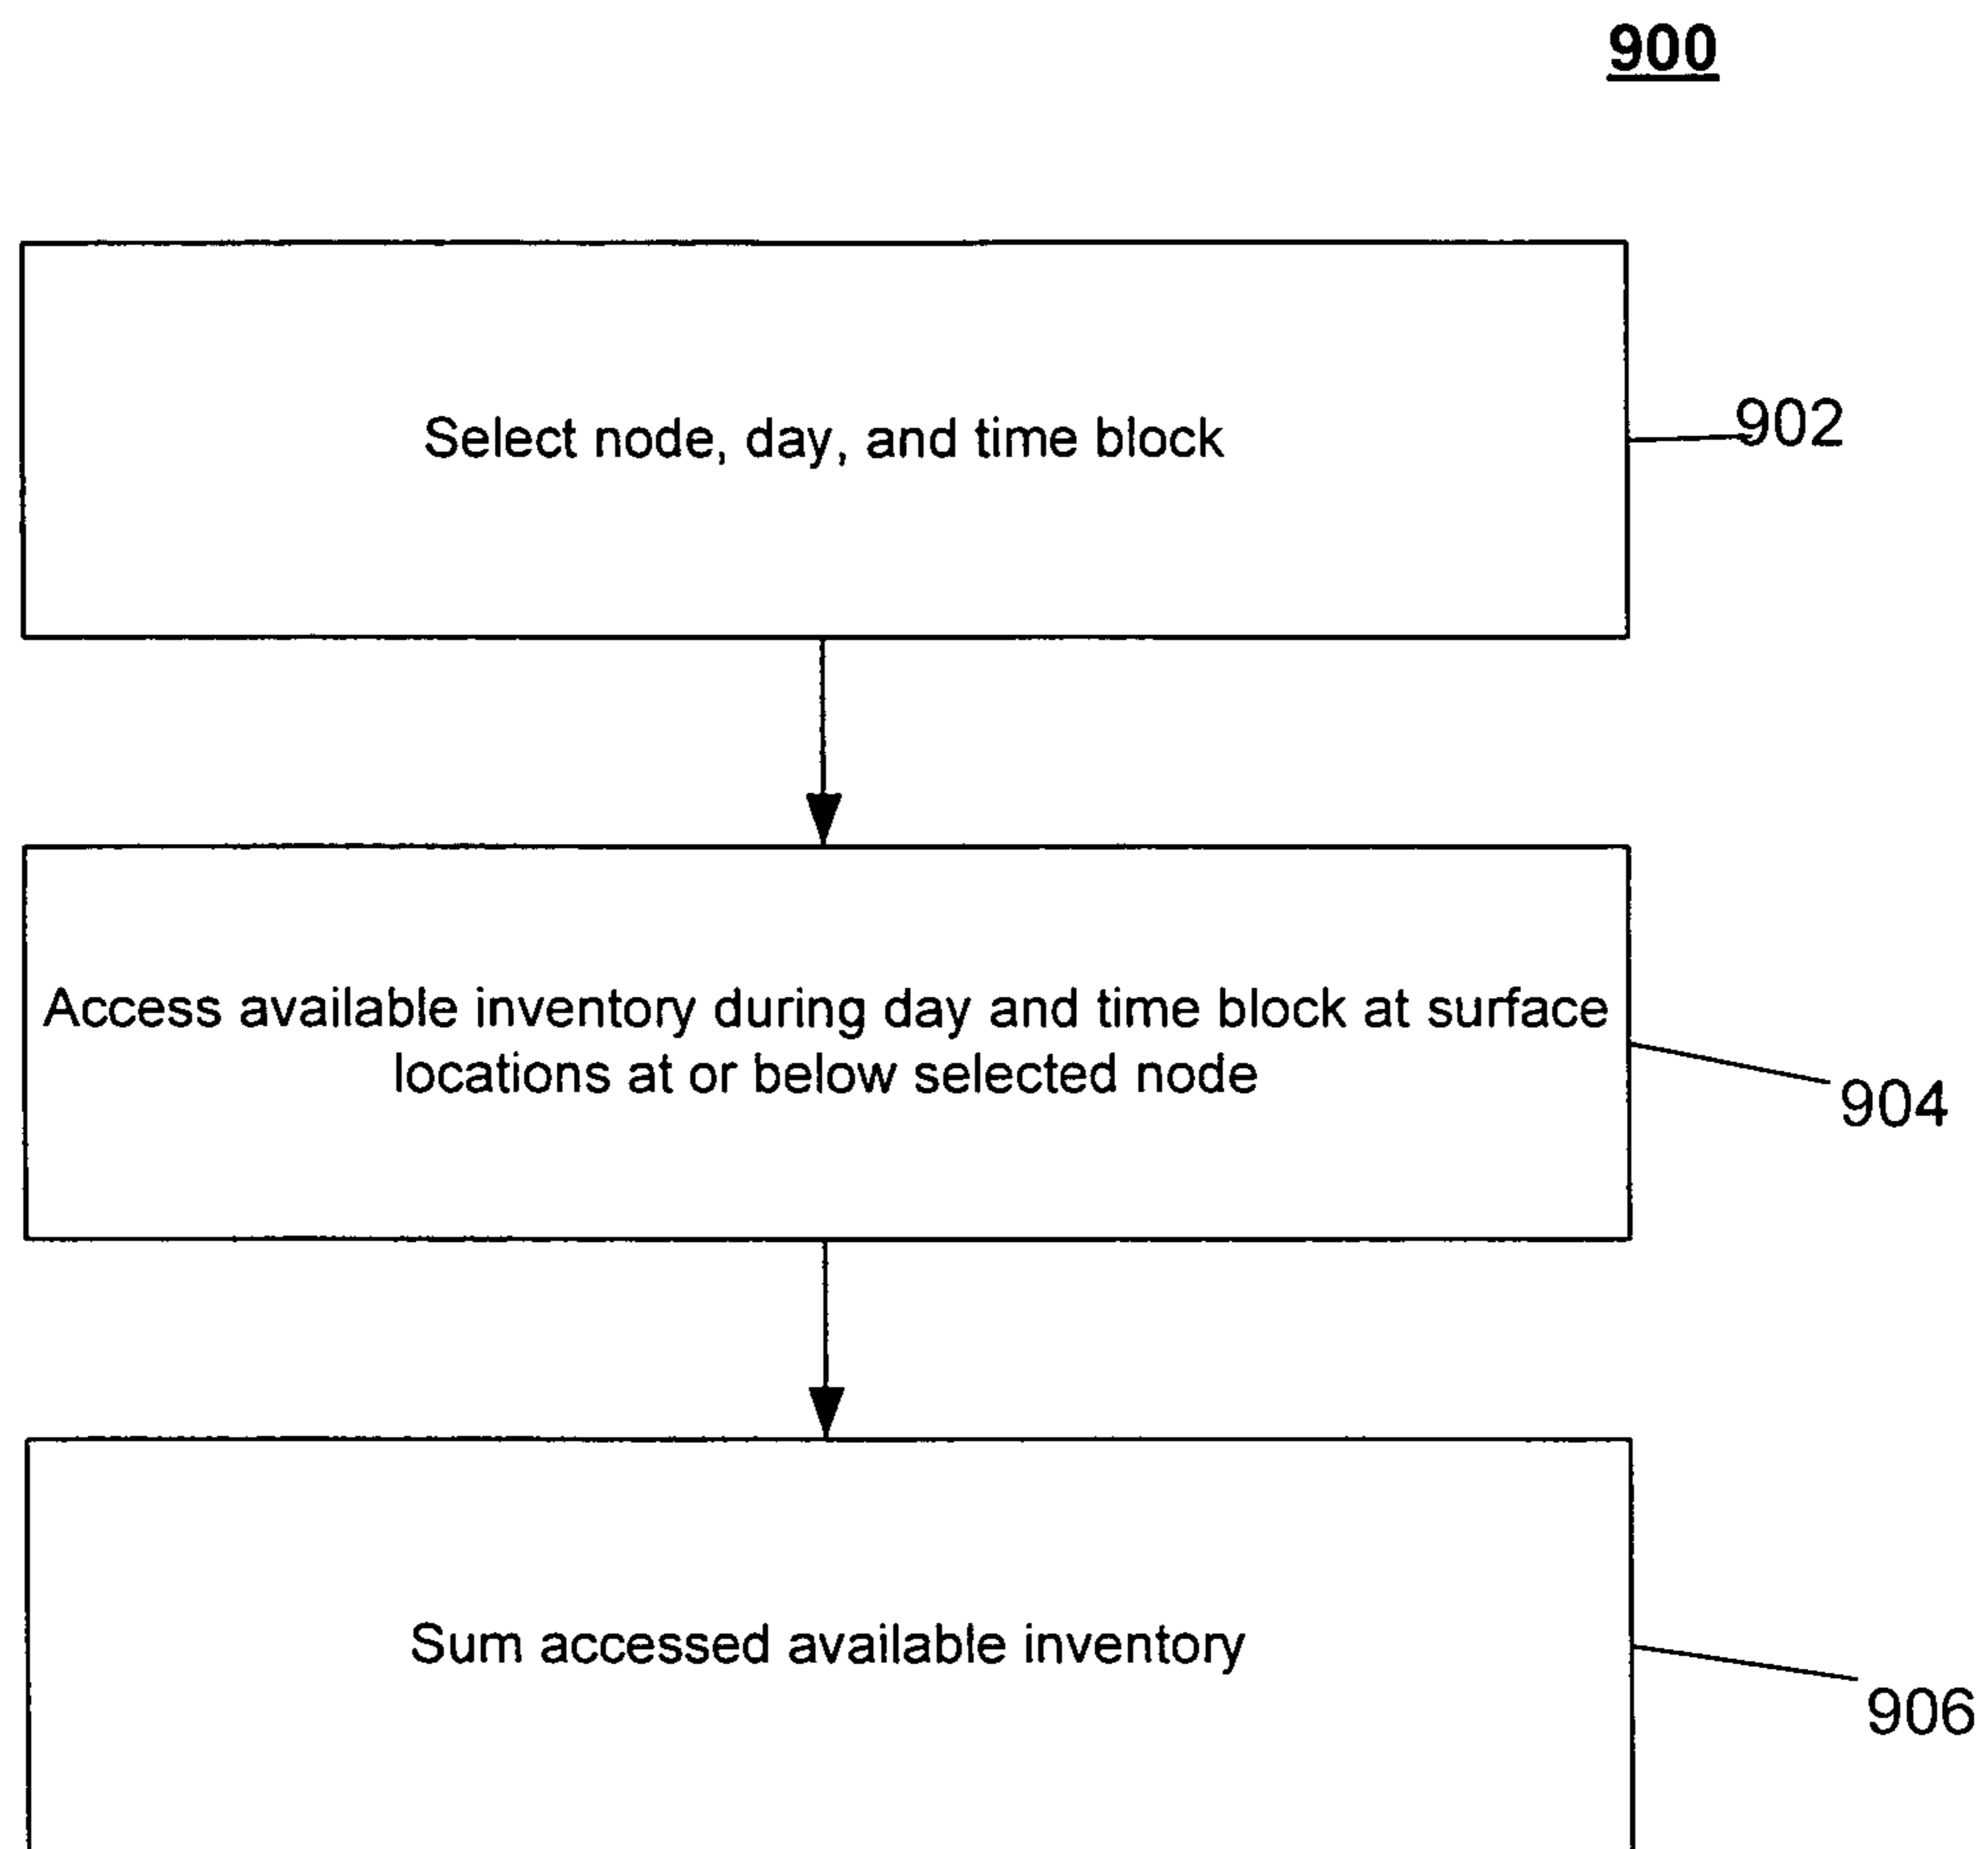 900
Select node, day, and time block
902
Access available inventory during day and time block at surface
locations at or below selected node
904
Sum accessed available inventory
906